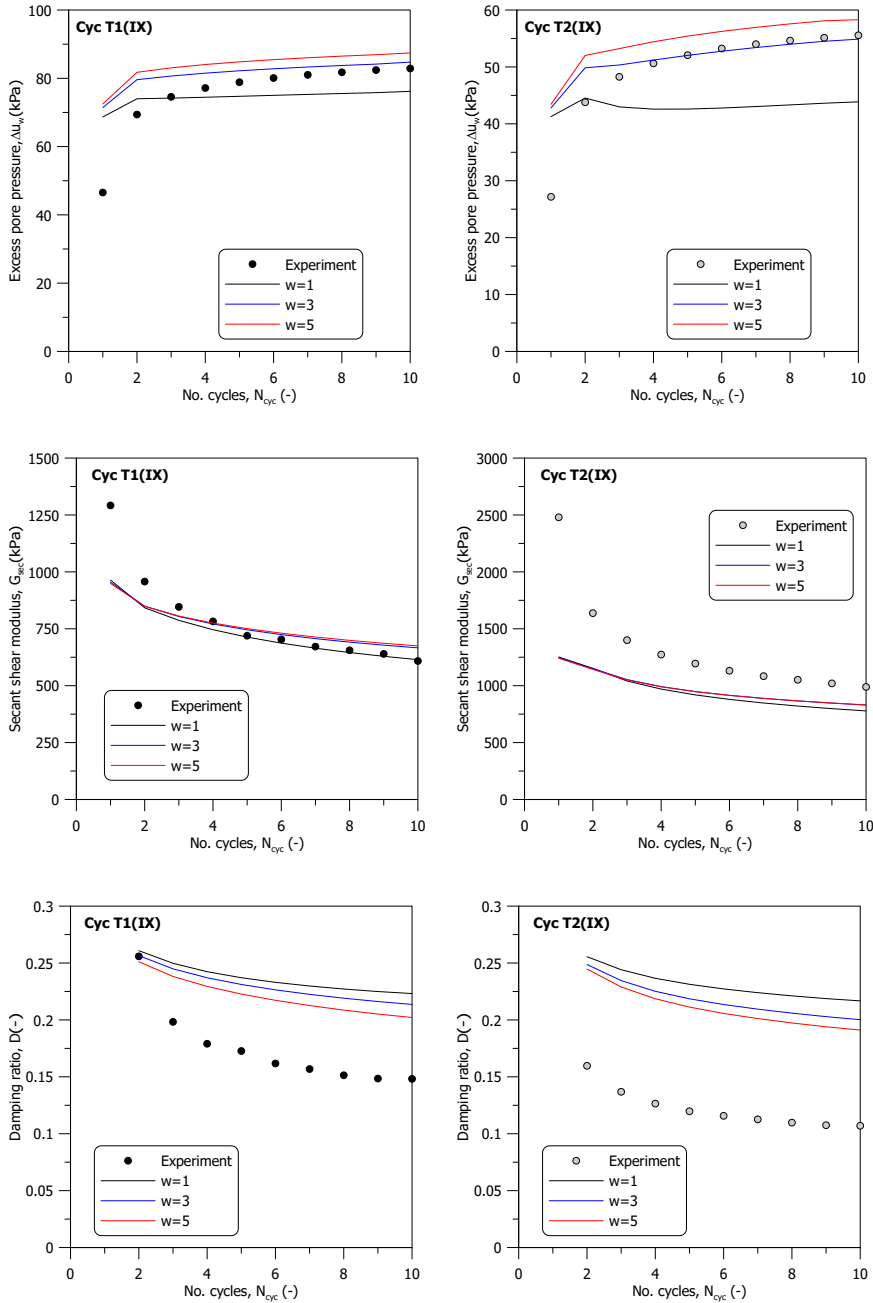 Cyc T1(IX)
Excess pore pressure,Δu_w(kPa)
100
80
60
40
20
0
0 2 4 6 8 10
No. cycles, N_cyc (-)
Experiment
w=1
w=3
w=5
Cyc T2(IX)
Excess pore pressure,Δu_w(kPa)
60
50
40
30
20
10
0
0 2 4 6 8 10
No. cycles, N_cyc (-)
Experiment
w=1
w=3
w=5
Cyc T1(IX)
Secant shear modulus, G_sec(kPa)
1500
1250
1000
750
500
250
0
0 2 4 6 8 10
No. cycles, N_cyc (-)
Experiment
w=1
w=3
w=5
Cyc T2(IX)
Secant shear modulus, G_sec(kPa)
3000
2500
2000
1500
1000
500
0
0 2 4 6 8 10
No. cycles, N_cyc (-)
Experiment
w=1
w=3
w=5
Cyc T1(IX)
Damping ratio, D(-)
0.3
0.25
0.2
0.15
0.1
0.05
0
0 2 4 6 8 10
No. cycles, N_cyc (-)
Experiment
w=1
w=3
w=5
Cyc T2(IX)
Damping ratio, D(-)
0.3
0.25
0.2
0.15
0.1
0.05
0
0 2 4 6 8 10
No. cycles, N_cyc (-)
Experiment
w=1
w=3
w=5